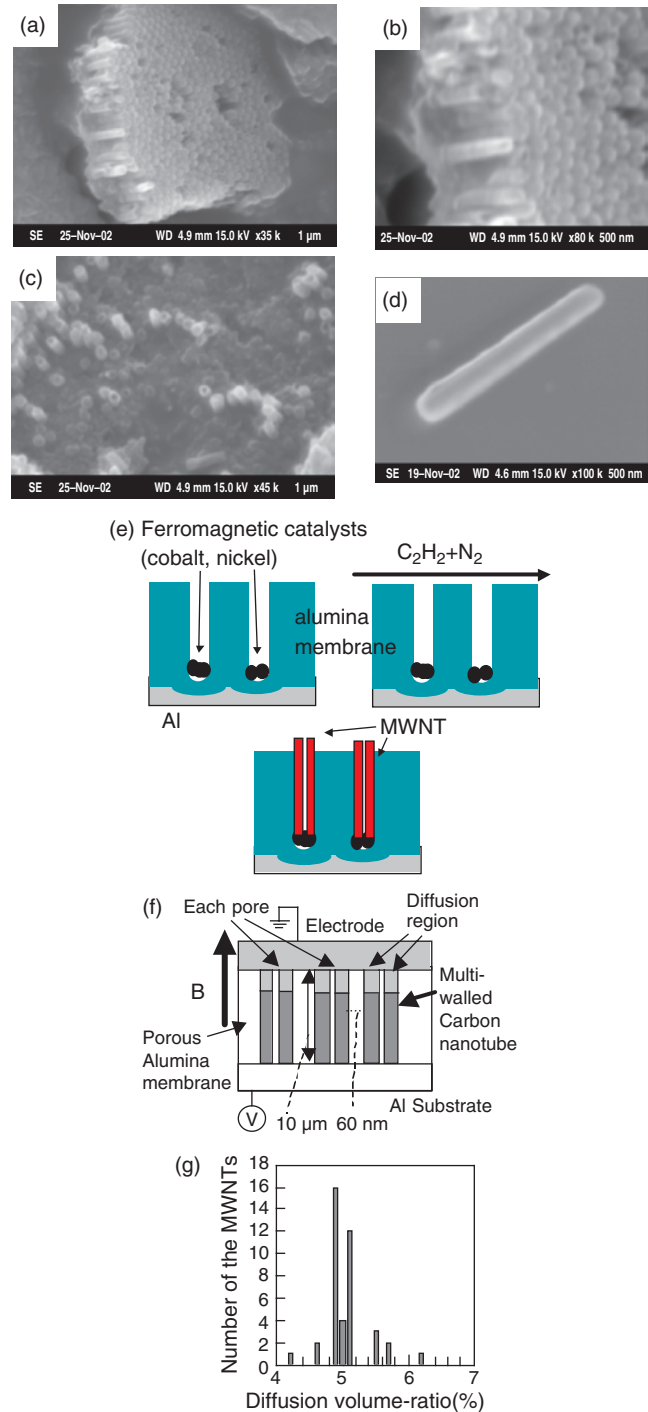 (a)
SE 25-Nov-02 WD 4.9 mm 15.0 kV x35 k 1 µm
(b)
25-Nov-02 WD 4.9 mm 15.0 kV x80 k 500 nm
(c)
SE 25-Nov-02 WD 4.9 mm 15.0 kV x45 k 1 µm
(d)
SE 19-Nov-02 WD 4.6 mm 15.0 kV x100 k 500 nm
(e) Ferromagnetic catalysts
(cobalt, nickel)
C₂H₂+N₂
alumina
membrane
Al
MWNT
(f)
Each pore
Electrode
Diffusion
region
B
Multi-
walled
Carbon
nanotube
Porous
Alumina
membrane
V
10 µm 60 nm
Al Substrate
(g)
Number of the MWNTs
18
16
14
12
10
8
6
4
2
0
4 5 6 7
Diffusion volume-ratio(%)